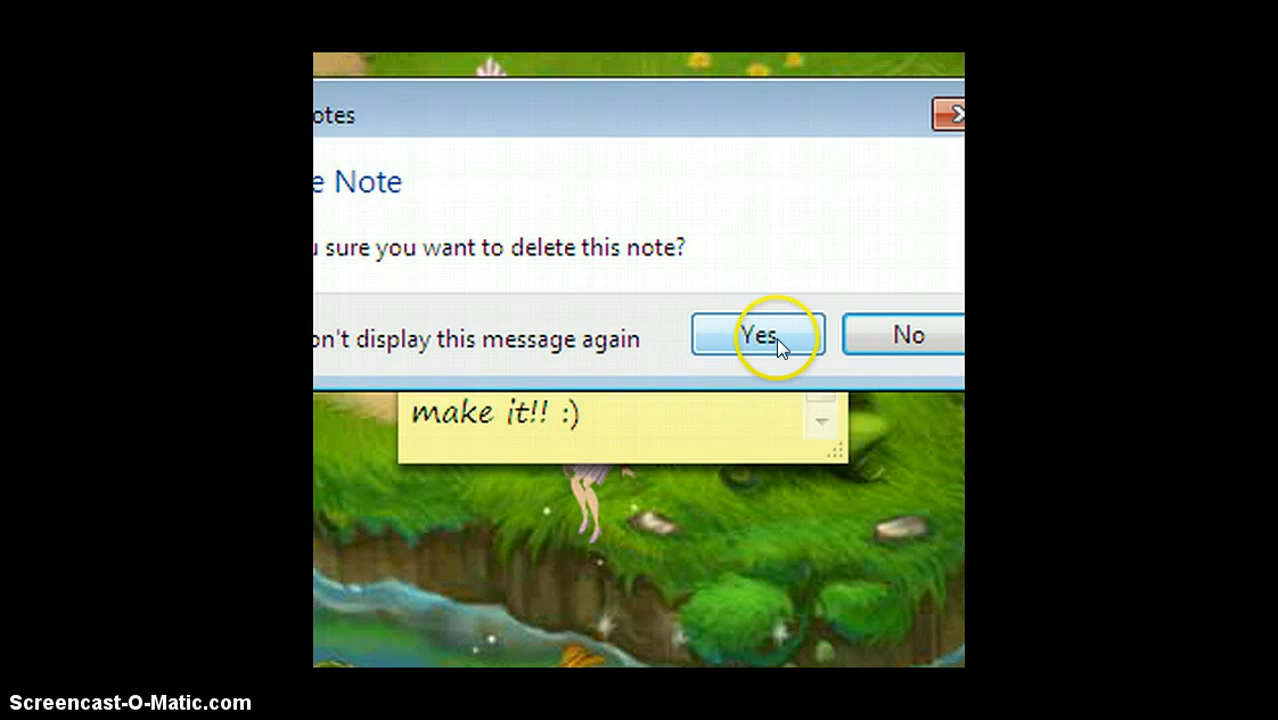 otes
e Note
u sure you want to delete this note?
on't display this message again
Yes
No
make it!! :)
Screencast-O-Matic.com